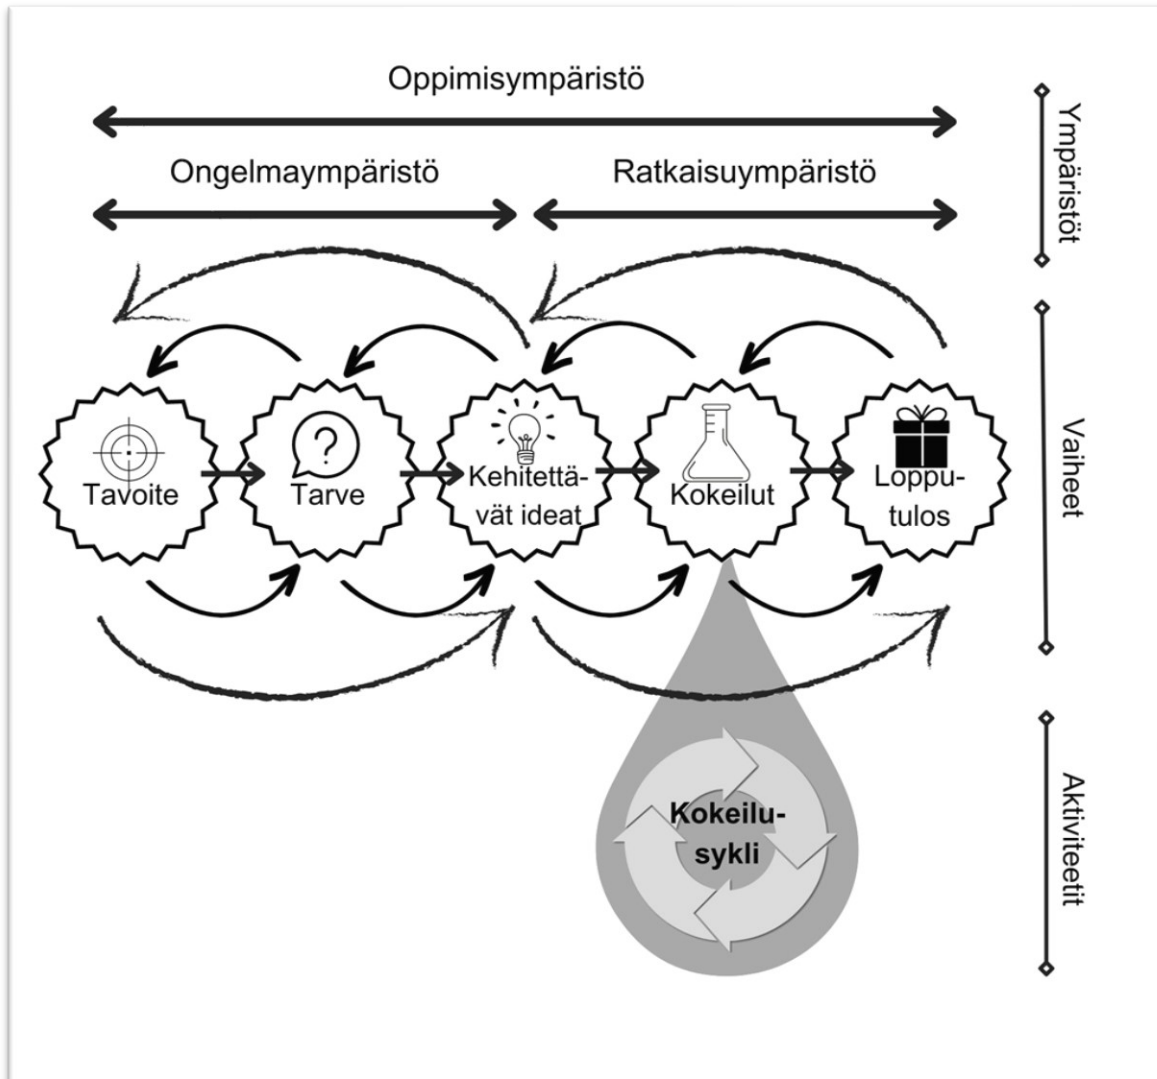 Oppimisympäristö
Ongelmaympäristö
Ratkaisuympäristö
Ympäristöt
?
Tavoite
Tarve
Kehitettä-
vät ideat
Kokeilut
Loppu-
tulos
Vaiheet
Kokeilu-
sykli
Aktiviteetit